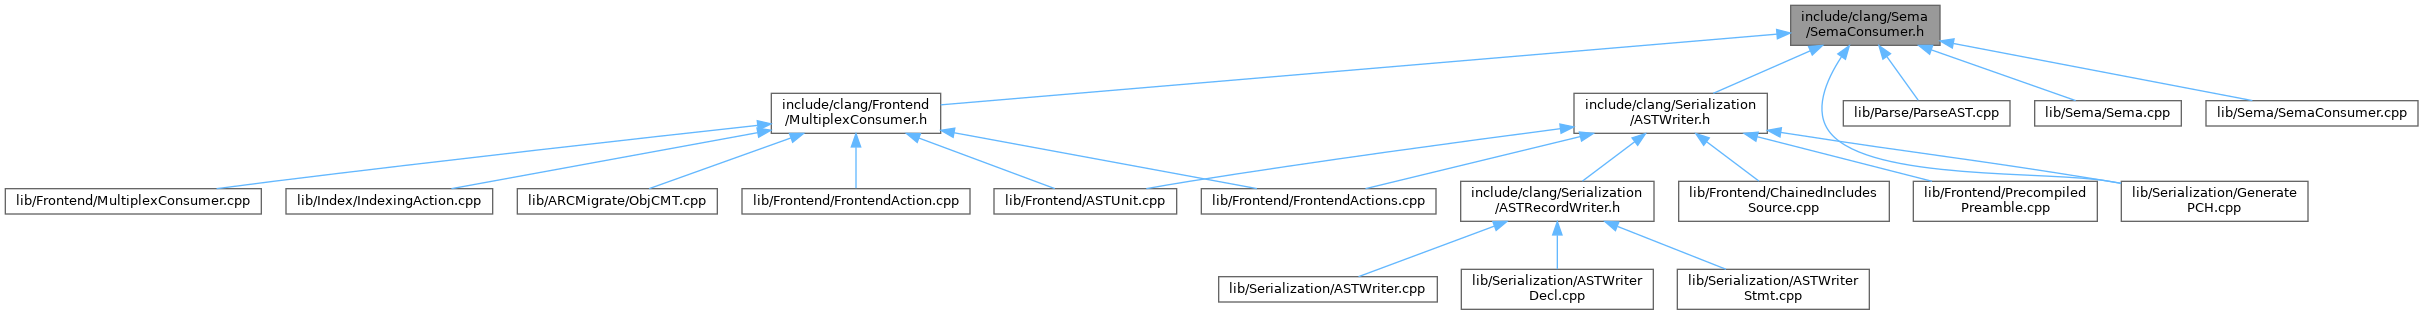 include/clang/Sema
/SemaConsumer.h
include/clang/Frontend
/MultiplexConsumer.h
include/clang/Serialization
/ASTWriter.h
lib/Parse/ParseAST.cpp
lib/Sema/Sema.cpp
lib/Sema/SemaConsumer.cpp
lib/Frontend/MultiplexConsumer.cpp
lib/Index/IndexingAction.cpp
lib/ARCMigrate/ObjCMT.cpp
lib/Frontend/FrontendAction.cpp
lib/Frontend/ASTUnit.cpp
lib/Frontend/FrontendActions.cpp
include/clang/Serialization
/ASTRecordWriter.h
lib/Frontend/ChainedIncludes
Source.cpp
lib/Frontend/Precompiled
Preamble.cpp
lib/Serialization/Generate
PCH.cpp
lib/Serialization/ASTWriter.cpp
lib/Serialization/ASTWriter
Decl.cpp
lib/Serialization/ASTWriter
Stmt.cpp